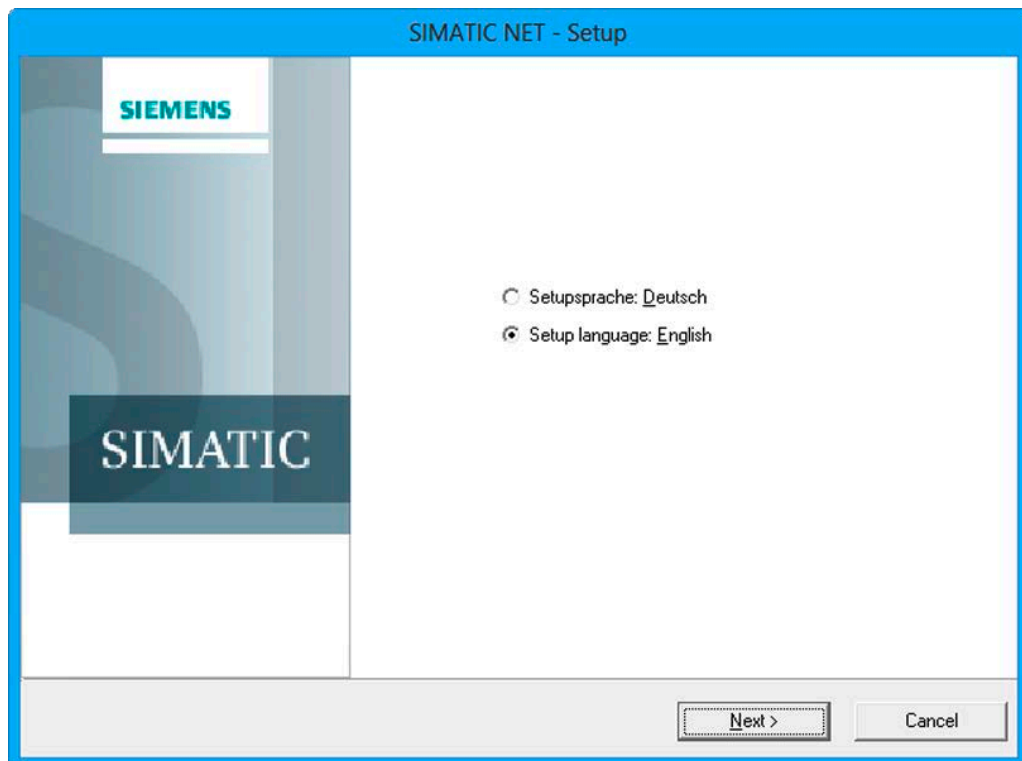 SIMATIC NET - Setup
SIEMENS
Setupsprache: Deutsch
Setup language: English
SIMATIC
Next >
Cancel